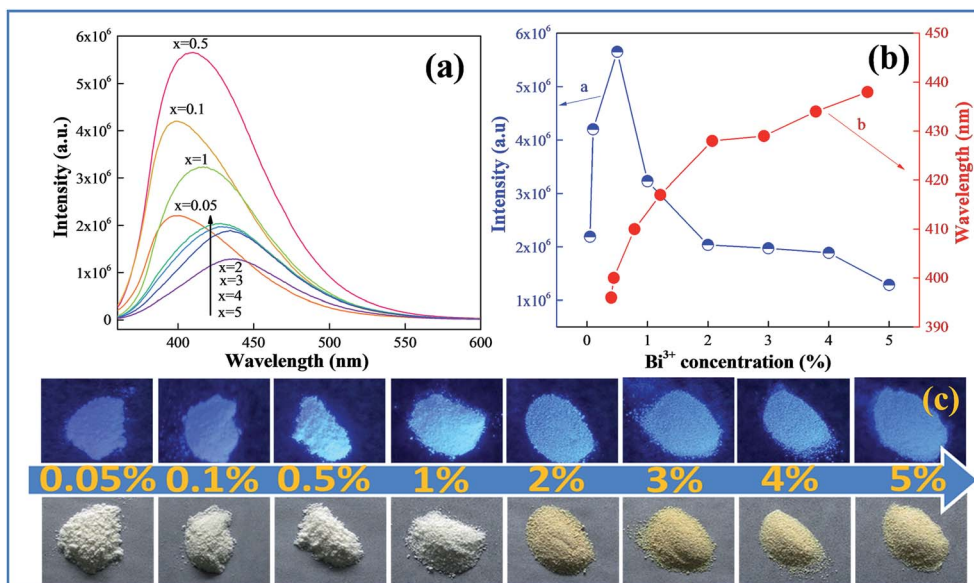 (a)
x=0.5
x=0.1
x=1
x=0.05
x=2
x=3
x=4
x=5
Intensity (a.u.)
6x10⁶
5x10⁶
4x10⁶
3x10⁶
2x10⁶
1x10⁶
0
400
450
500
550
600
Wavelength (nm)
(b)
a
b
Intensity (a.u)
6x10⁶
5x10⁶
4x10⁶
3x10⁶
2x10⁶
1x10⁶
0
1
2
3
4
5
Bi³⁺ concentration (%)
450
440
430
420
410
400
390
Wavelength (nm)
(c)
0.05% 0.1% 0.5% 1% 2% 3% 4% 5%